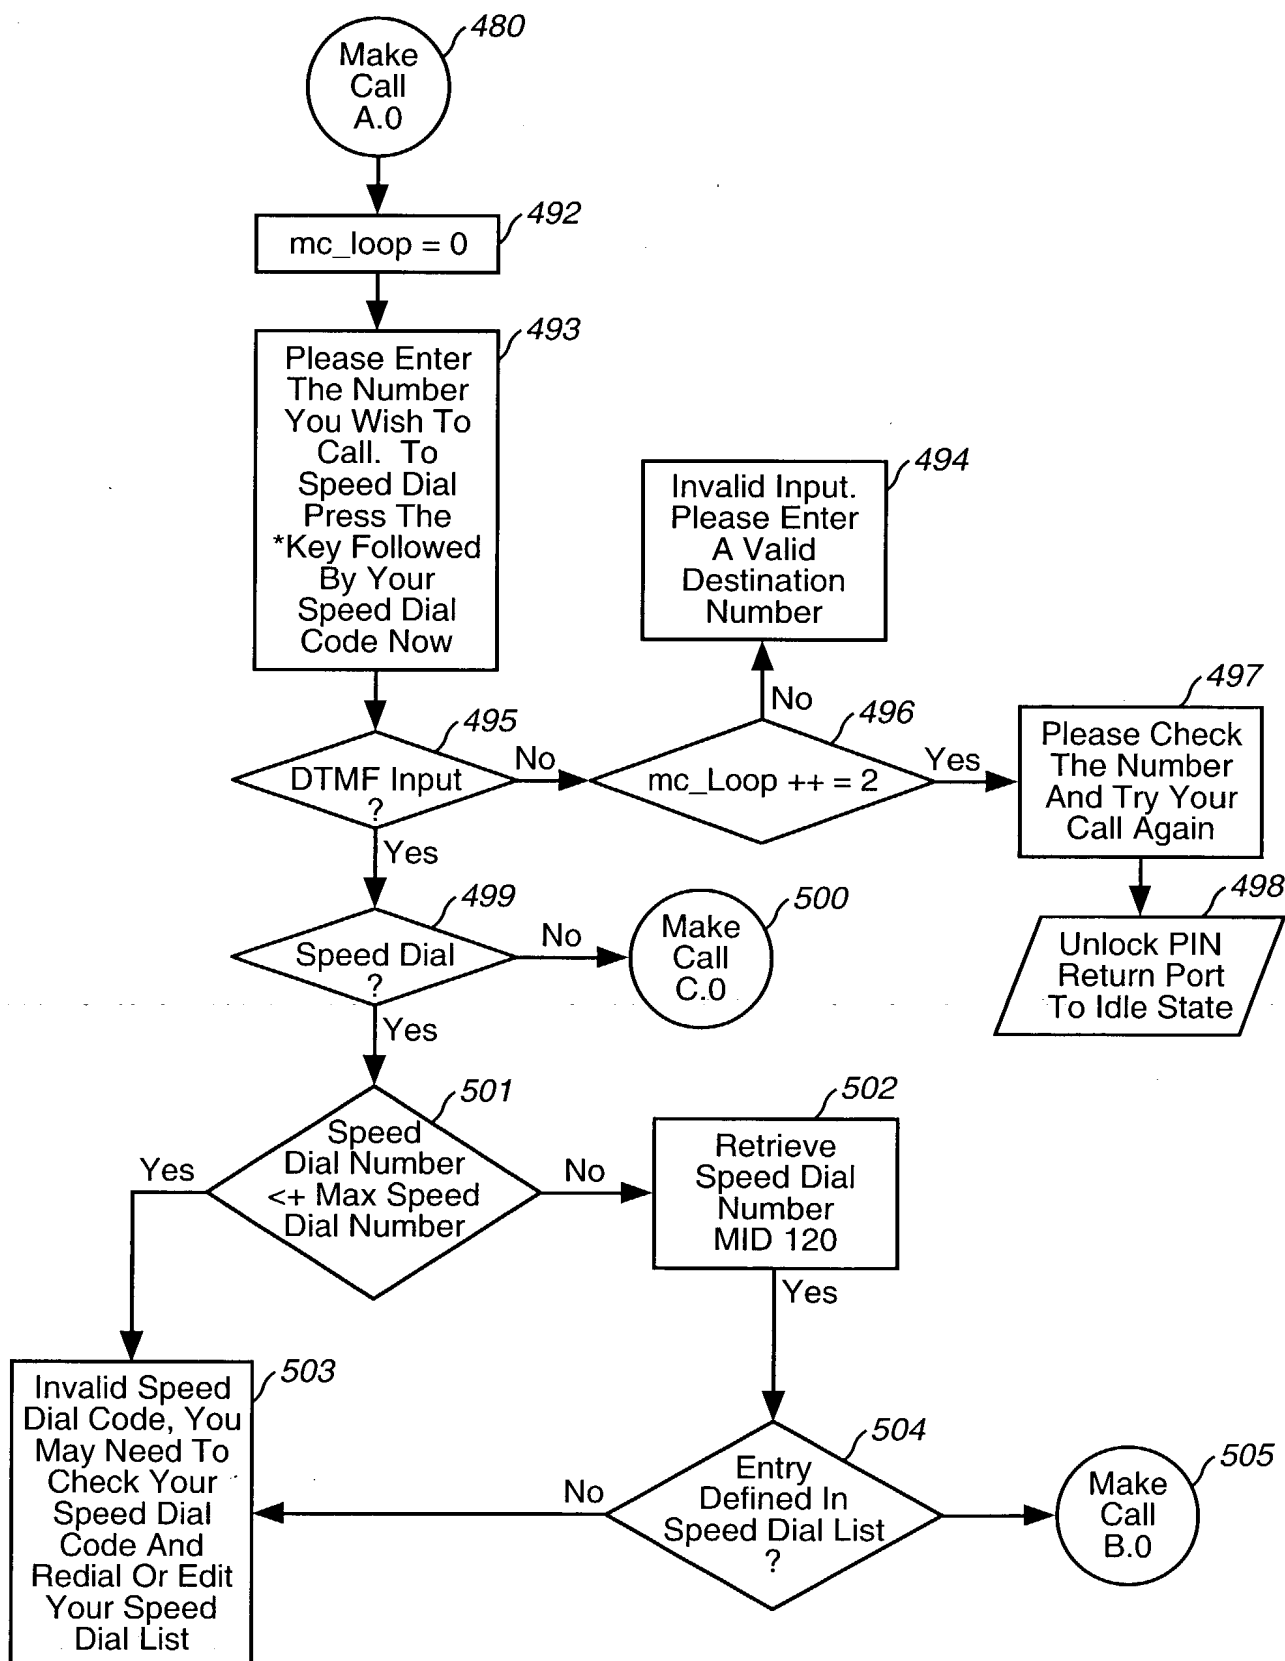 480
Make
Call
A.0
492
mc_loop = 0
493
Please Enter
The Number
You Wish To
Call. To
Speed Dial
Press The
*Key Followed
By Your
Speed Dial
Code Now
494
Invalid Input.
Please Enter
A Valid
Destination
Number
No
495
DTMF Input
?
No
496
mc_Loop ++ = 2
Yes
497
Please Check
The Number
And Try Your
Call Again
Yes
498
Unlock PIN
Return Port
To Idle State
499
Speed Dial
?
No
500
Make
Call
C.0
Yes
501
Speed
Dial Number
<+ Max Speed
Dial Number
Yes
No
502
Retrieve
Speed Dial
Number
MID 120
Yes
503
Invalid Speed
Dial Code, You
May Need To
Check Your
Speed Dial
Code And
Redial Or Edit
Your Speed
Dial List
504
Entry
Defined In
Speed Dial List
?
No
505
Make
Call
B.0